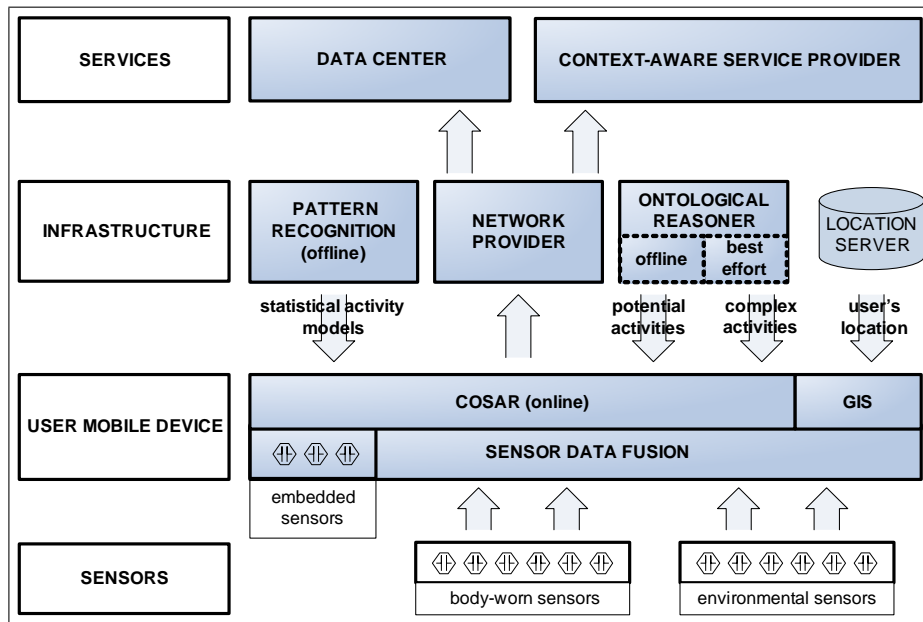 SERVICES
DATA CENTER
CONTEXT-AWARE SERVICE PROVIDER
INFRASTRUCTURE
PATTERN
RECOGNITION
(offline)
NETWORK
PROVIDER
ONTOLOGICAL
REASONER
offline
best
effort
LOCATION
SERVER
statistical activity
models
potential
activities
complex
activities
user's
location
USER MOBILE DEVICE
COSAR (online)
GIS
SENSOR DATA FUSION
embedded
sensors
SENSORS
body-worn sensors
environmental sensors